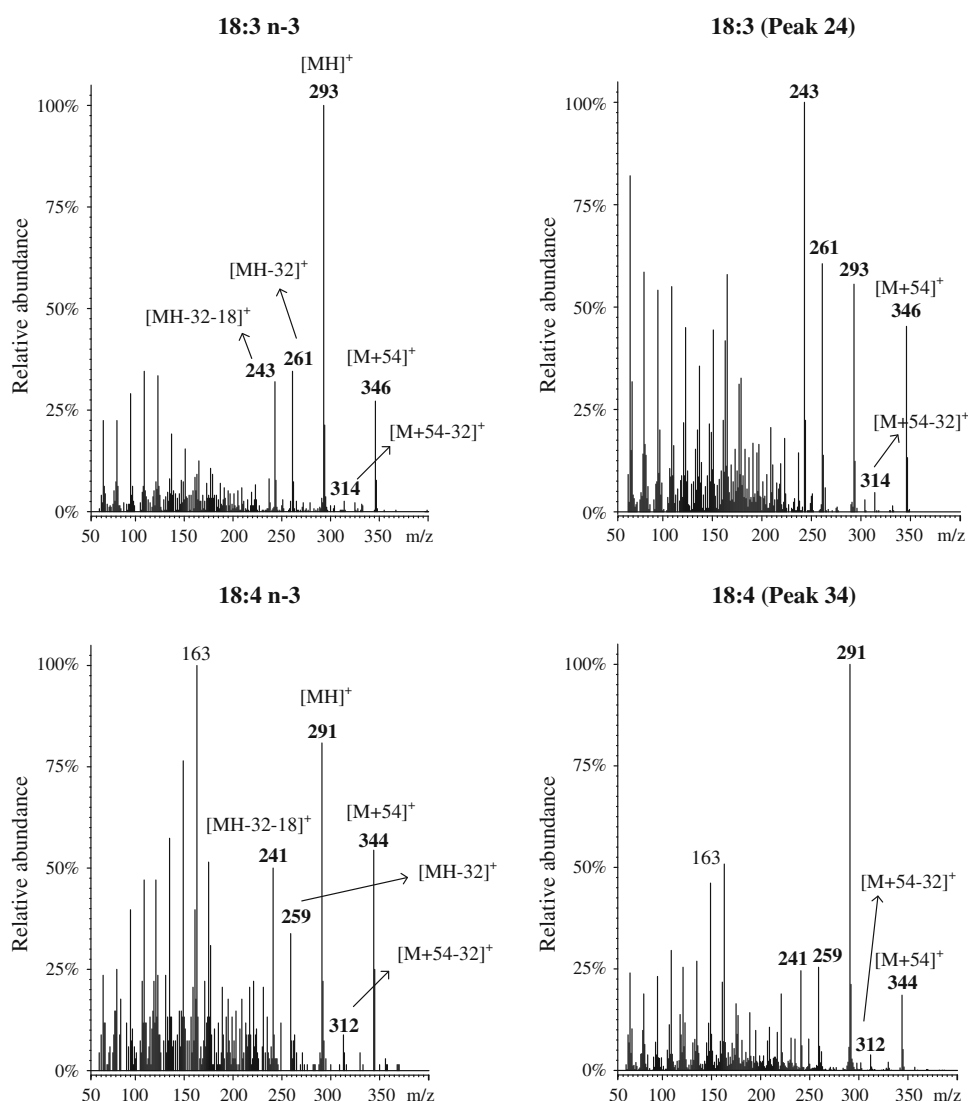 18:3 n-3
[MH]⁺
293
100%
75%
50%
25%
0%
Relative abundance
[MH-32]⁺
[MH-32-18]⁺
243
261
[M+54]⁺
346
[M+54-32]⁺
314
50 100 150 200 250 300 350 m/z
18:3 (Peak 24)
243
100%
75%
50%
25%
0%
Relative abundance
261
293
[M+54]⁺
346
[M+54-32]⁺
314
50 100 150 200 250 300 350 m/z
18:4 n-3
163
100%
75%
50%
25%
0%
Relative abundance
[MH]⁺
291
[MH-32-18]⁺
241
[M+54]⁺
344
[MH-32]⁺
259
[M+54-32]⁺
312
50 100 150 200 250 300 350 m/z
18:4 (Peak 34)
291
100%
75%
50%
25%
0%
Relative abundance
163
[M+54-32]⁺
241
259
[M+54]⁺
344
312
50 100 150 200 250 300 350 m/z